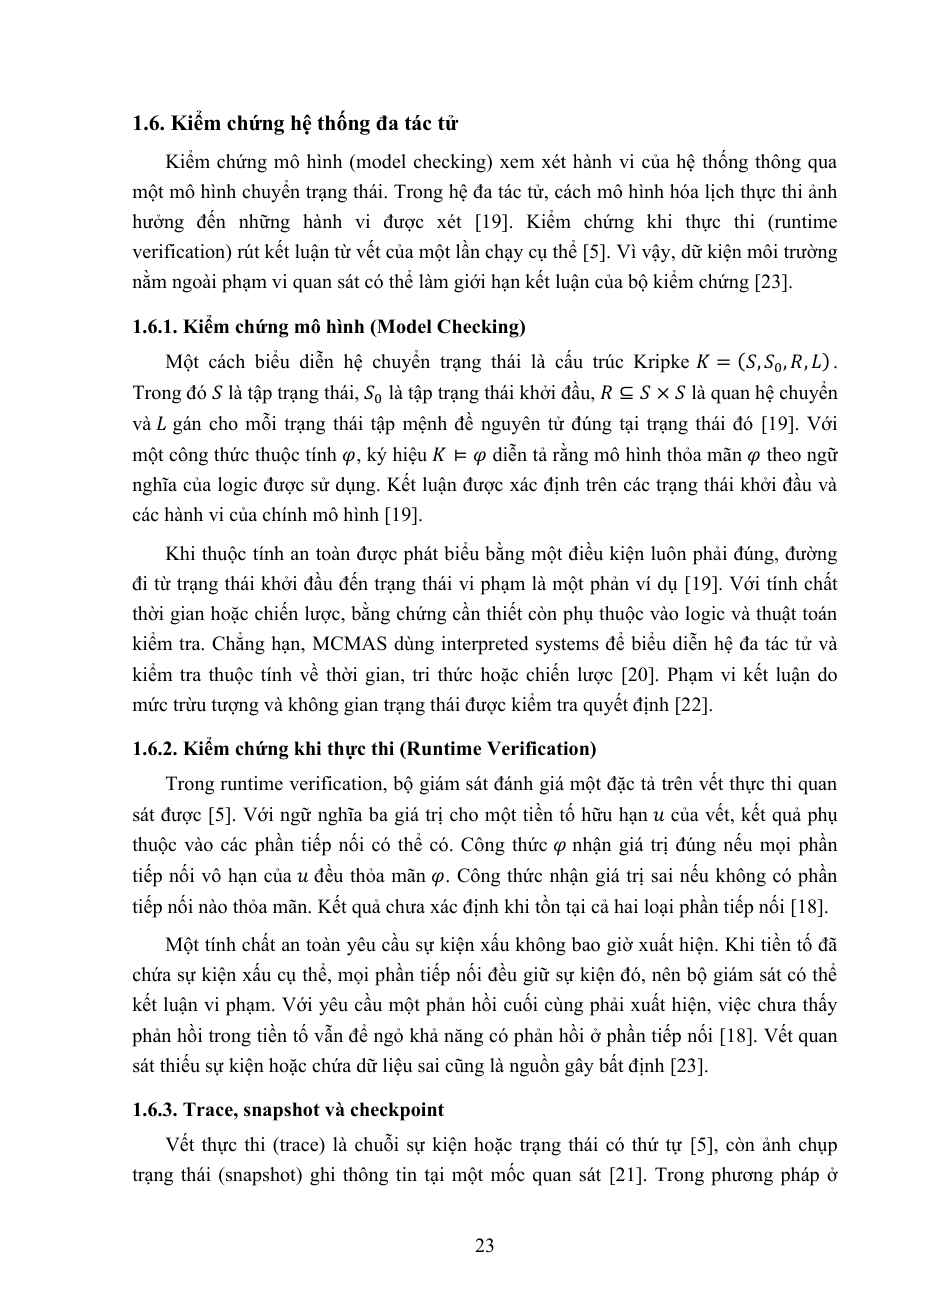 1.6. Kiểm chứng hệ thống đa tác tử
Kiểm chứng mô hình (model checking) xem xét hành vi của hệ thống thông qua
một mô hình chuyển trạng thái. Trong hệ đa tác tử, cách mô hình hóa lịch thực thi ảnh
hưởng đến những hành vi được xét [19]. Kiểm chứng khi thực thi (runtime
verification) rút kết luận từ vết của một lần chạy cụ thể [5]. Vì vậy, dữ kiện môi trường
nằm ngoài phạm vi quan sát có thể làm giới hạn kết luận của bộ kiểm chứng [23].
1.6.1. Kiểm chứng mô hình (Model Checking)
Một cách biểu diễn hệ chuyển trạng thái là cấu trúc Kripke K = (S, S₀, R, L).
Trong đó S là tập trạng thái, S₀ là tập trạng thái khởi đầu, R ⊆ S × S là quan hệ chuyển
và L gán cho mỗi trạng thái tập mệnh đề nguyên tử đúng tại trạng thái đó [19]. Với
một công thức thuộc tính φ, ký hiệu K ⊨ φ diễn tả rằng mô hình thỏa mãn φ theo ngữ
nghĩa của logic được sử dụng. Kết luận được xác định trên các trạng thái khởi đầu và
các hành vi của chính mô hình [19].
Khi thuộc tính an toàn được phát biểu bằng một điều kiện luôn phải đúng, đường
đi từ trạng thái khởi đầu đến trạng thái vi phạm là một phản ví dụ [19]. Với tính chất
thời gian hoặc chiến lược, bằng chứng cần thiết còn phụ thuộc vào logic và thuật toán
kiểm tra. Chẳng hạn, MCMAS dùng interpreted systems để biểu diễn hệ đa tác tử và
kiểm tra thuộc tính về thời gian, tri thức hoặc chiến lược [20]. Phạm vi kết luận do
mức trừu tượng và không gian trạng thái được kiểm tra quyết định [22].
1.6.2. Kiểm chứng khi thực thi (Runtime Verification)
Trong runtime verification, bộ giám sát đánh giá một đặc tả trên vết thực thi quan
sát được [5]. Với ngữ nghĩa ba giá trị cho một tiền tố hữu hạn u của vết, kết quả phụ
thuộc vào các phần tiếp nối có thể có. Công thức φ nhận giá trị đúng nếu mọi phần
tiếp nối vô hạn của u đều thỏa mãn φ. Công thức nhận giá trị sai nếu không có phần
tiếp nối nào thỏa mãn. Kết quả chưa xác định khi tồn tại cả hai loại phần tiếp nối [18].
Một tính chất an toàn yêu cầu sự kiện xấu không bao giờ xuất hiện. Khi tiền tố đã
chứa sự kiện xấu cụ thể, mọi phần tiếp nối đều giữ sự kiện đó, nên bộ giám sát có thể
kết luận vi phạm. Với yêu cầu một phản hồi cuối cùng phải xuất hiện, việc chưa thấy
phản hồi trong tiền tố vẫn để ngỏ khả năng có phản hồi ở phần tiếp nối [18]. Vết quan
sát thiếu sự kiện hoặc chứa dữ liệu sai cũng là nguồn gây bất định [23].
1.6.3. Trace, snapshot và checkpoint
Vết thực thi (trace) là chuỗi sự kiện hoặc trạng thái có thứ tự [5], còn ảnh chụp
trạng thái (snapshot) ghi thông tin tại một mốc quan sát [21]. Trong phương pháp ở
23